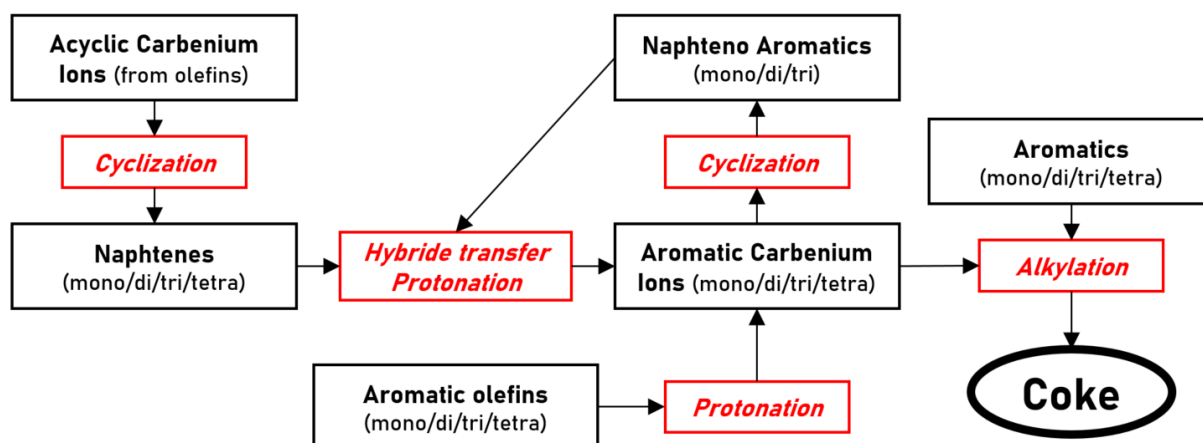 Acyclic Carbenium
Ions (from olefins)
Cyclization
Naphtenes
(mono/di/tri/tetra)
Hybride transfer
Protonation
Naphteno Aromatics
(mono/di/tri)
Cyclization
Aromatic Carbenium
Ions (mono/di/tri/tetra)
Aromatic olefins
(mono/di/tri/tetra)
Protonation
Aromatics
(mono/di/tri/tetra)
Alkylation
Coke